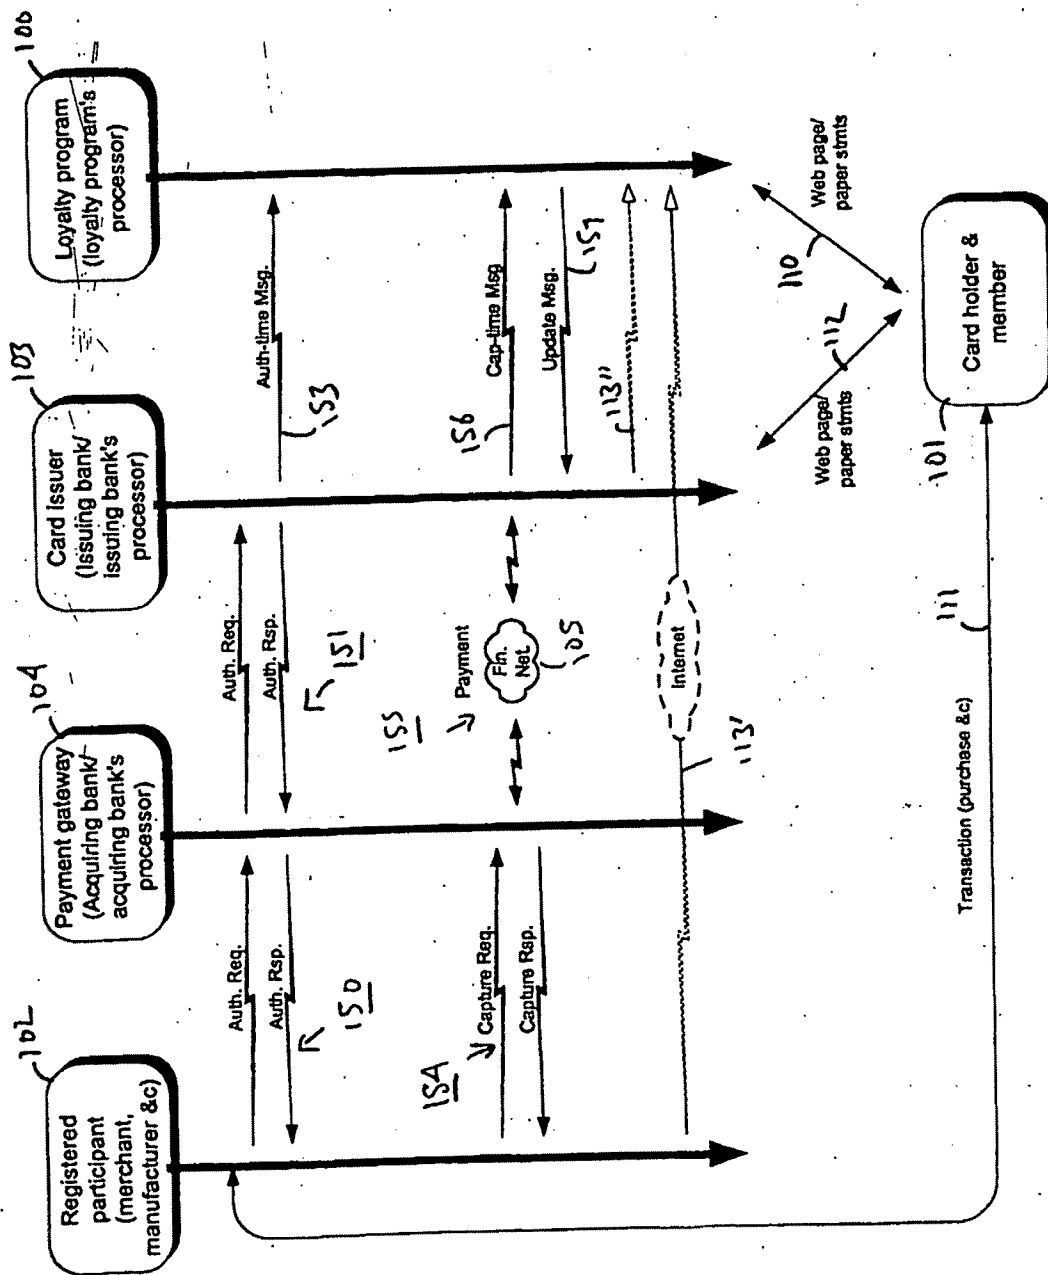 102
Registered
participant
(merchant,
manufacturer &c)
104
Payment gateway
(Acquiring bank/
acquiring bank's
processor)
103
Card issuer
(Issuing bank/
issuing bank's
processor)
100
Loyalty program
(loyalty program's
processor)
Auth. Req.
Auth. Rsp.
150
Auth. Req.
Auth. Rsp.
151
Auth-time Msg.
153
154
Capture Req.
Capture Rsp.
155
Payment
Fin.
Net.
105
156
Cap-time Msg
Update Msg.
157
113"
Internet
113'
Web page/
paper stmts
112
110
Web page/
paper stmts
101
Card holder &
member
111
Transaction (purchase &c)